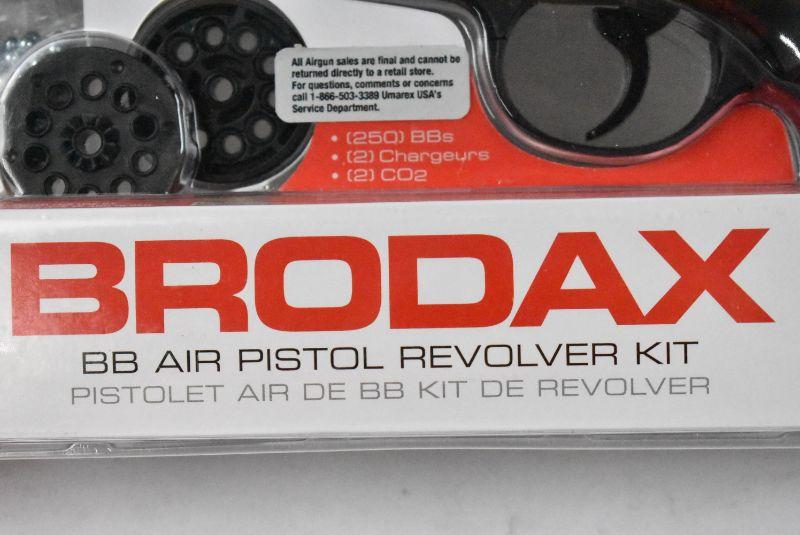 All Airgun sales are final and cannot be
returned directly to a retail store.
For questions, comments or concerns
call 1-866-503-3389 Umarex USA's
Service Department.
• (250) BBs
• (2) Chargeurs
• (2) CO2
BRODAX
BB AIR PISTOL REVOLVER KIT
PISTOLET AIR DE BB KIT DE REVOLVER